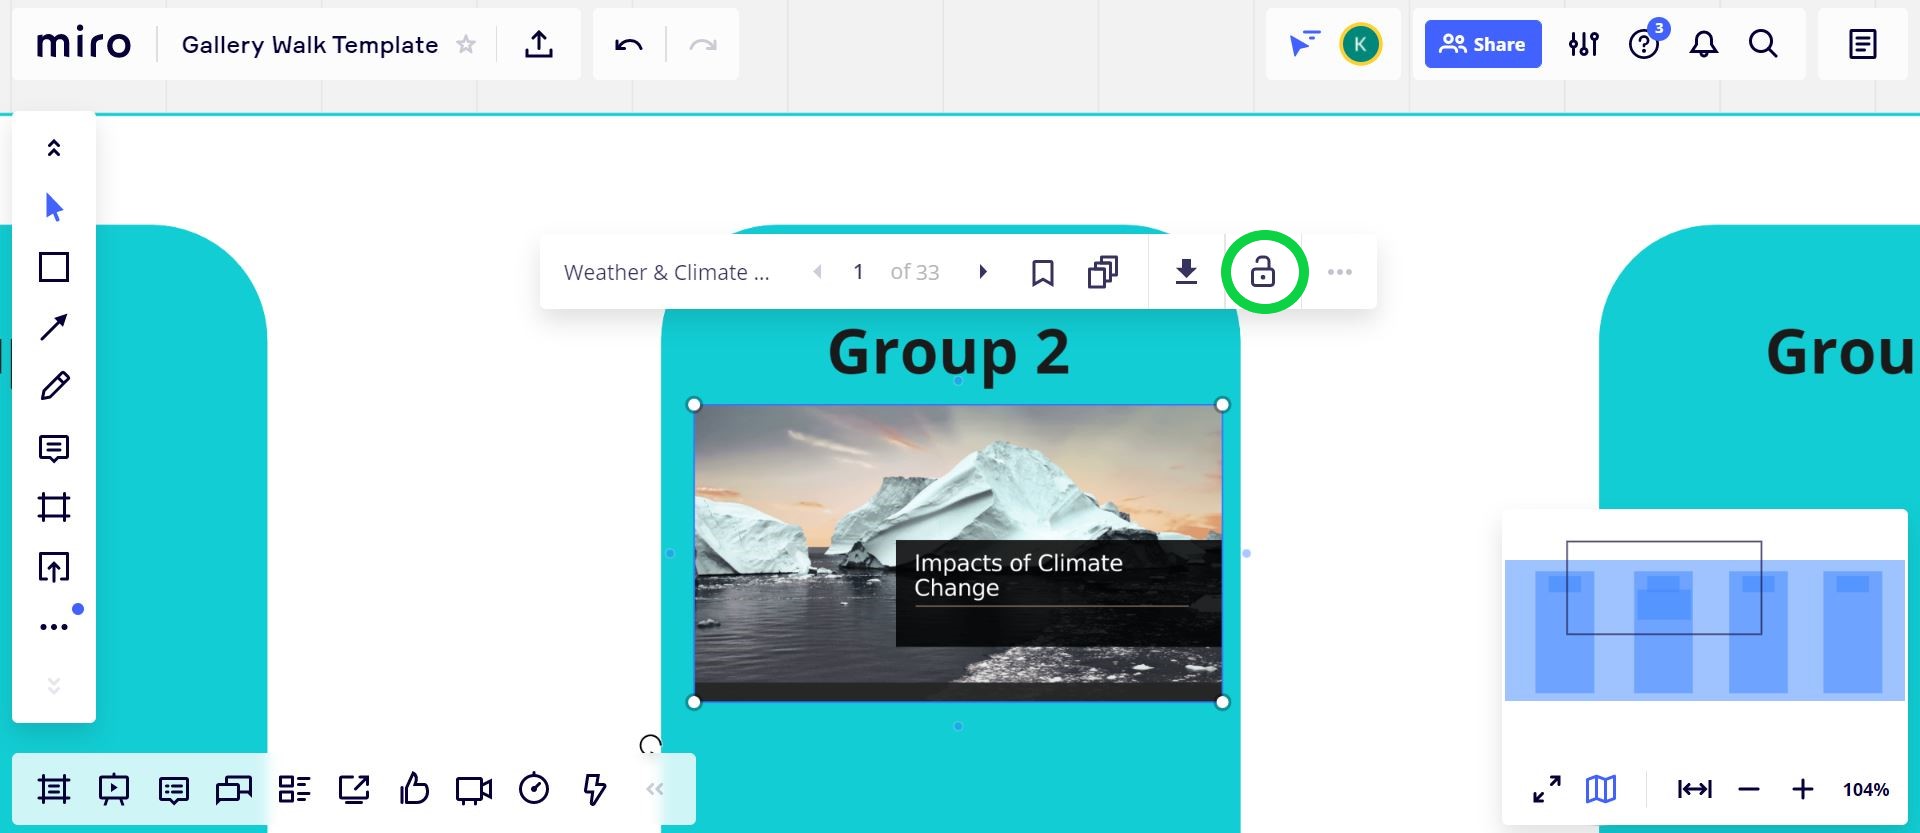 miro
Gallery Walk Template
K
Share
3
Weather & Climate ...
1 of 33
Group 2
Grou
Impacts of Climate
Change
104%